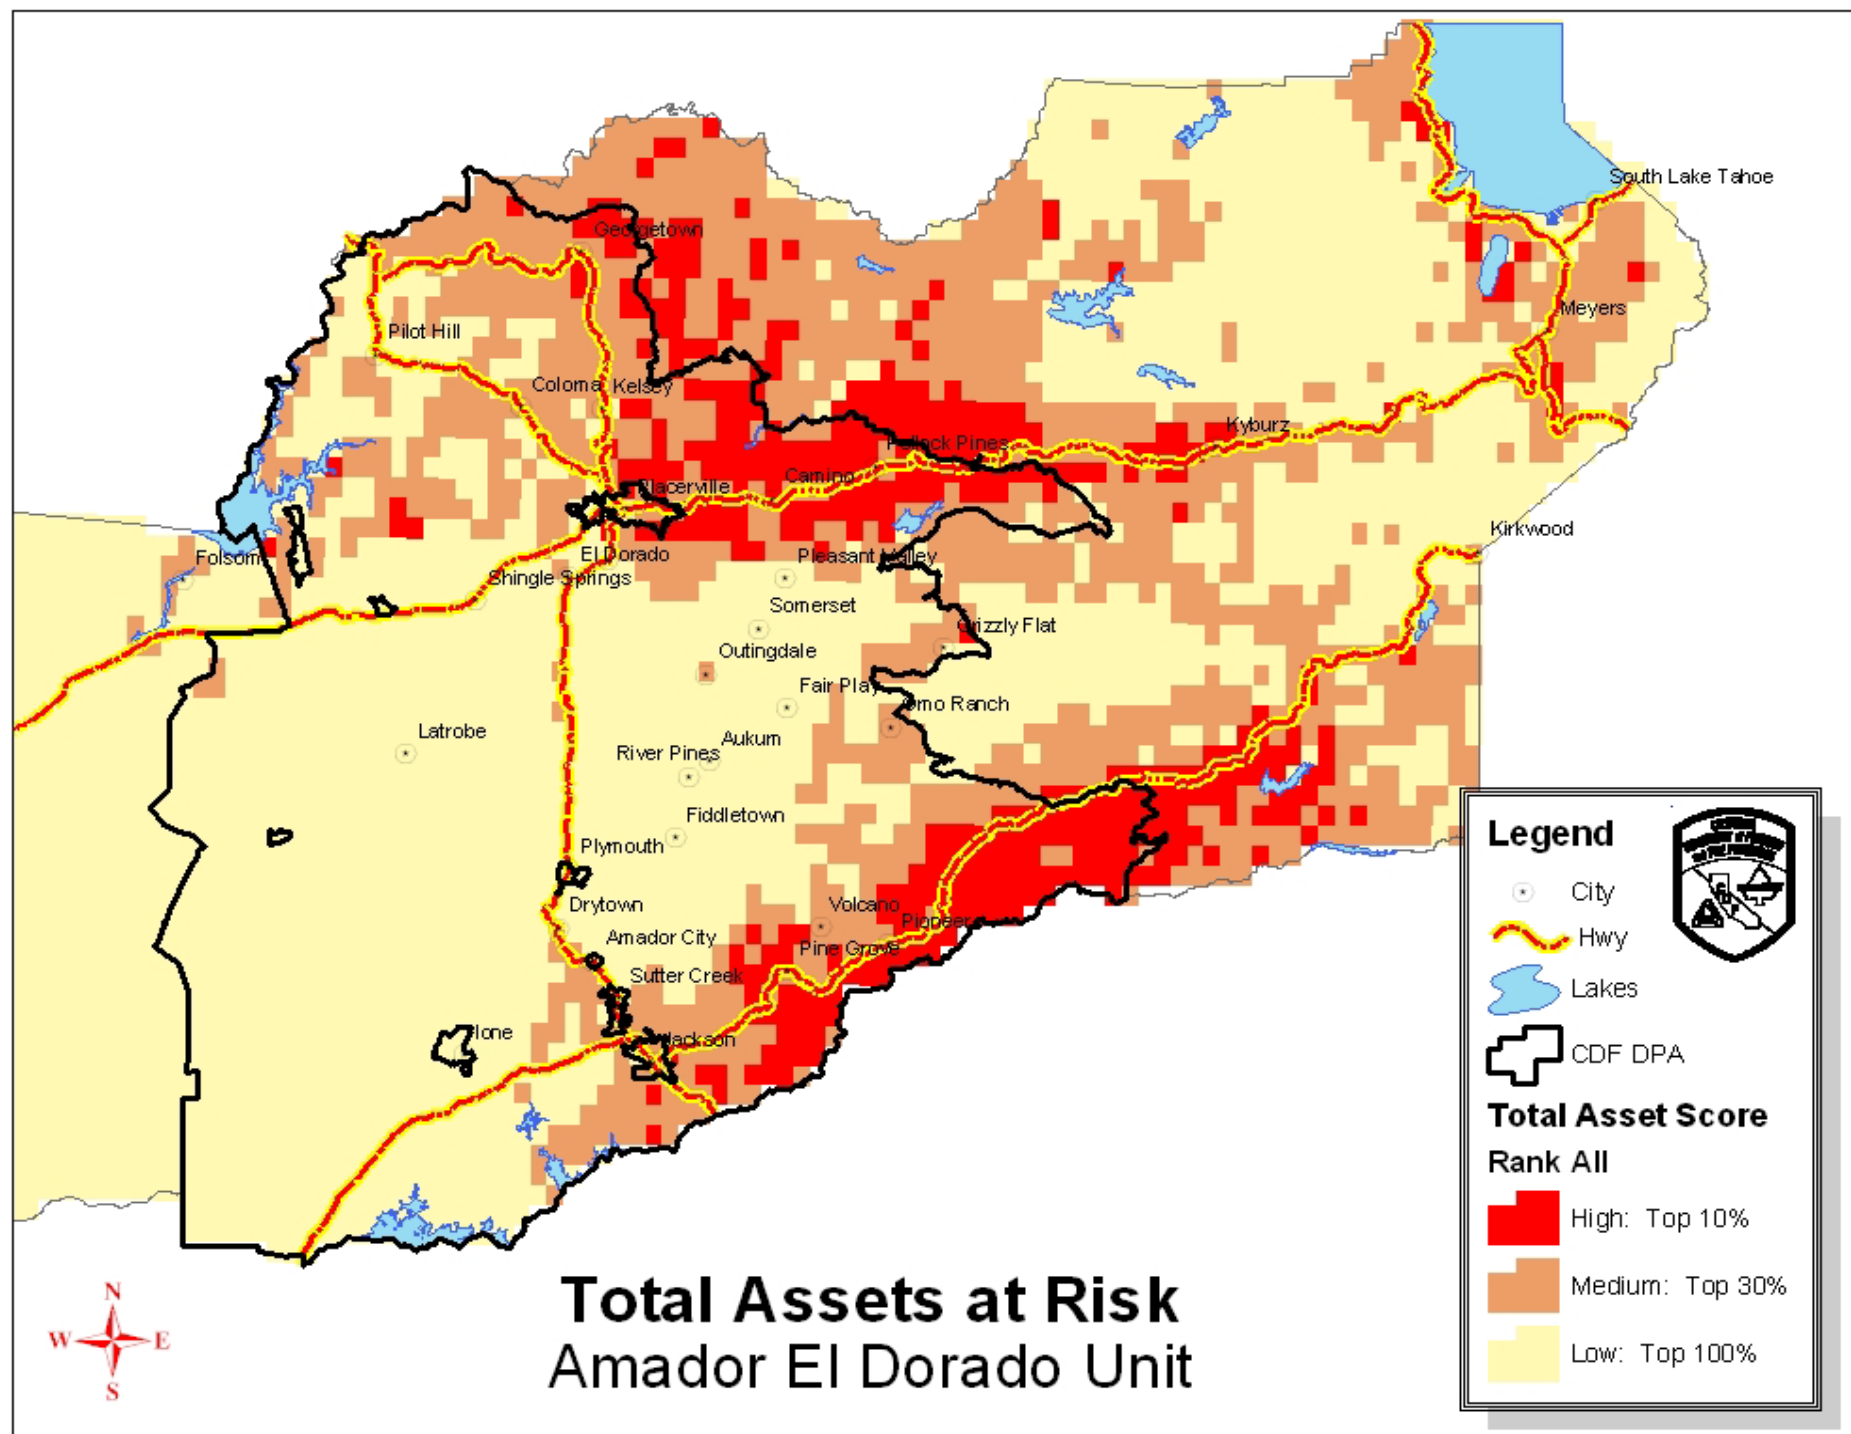 South Lake Tahoe
Georgetown
Meyers
Pilot Hill
Coloma
Kelsey
Kyburz
Pollock Pines
Camino
Placerville
Kirkwood
Folsom
El Dorado
Pleasant Valley
Shingle Springs
Somerset
Grizzly Flat
Outingdale
Fair Play
Omo Ranch
Latrobe
Aukum
River Pines
Fiddletown
Plymouth
Drytown
Volcano
Pioneer
Amador City
Pine Grove
Sutter Creek
Ione
Jackson
Legend
City
Hwy
Lakes
CDF DPA
Total Asset Score
Rank All
High: Top 10%
Medium: Top 30%
Low: Top 100%
N
W E
S
Total Assets at Risk
Amador El Dorado Unit